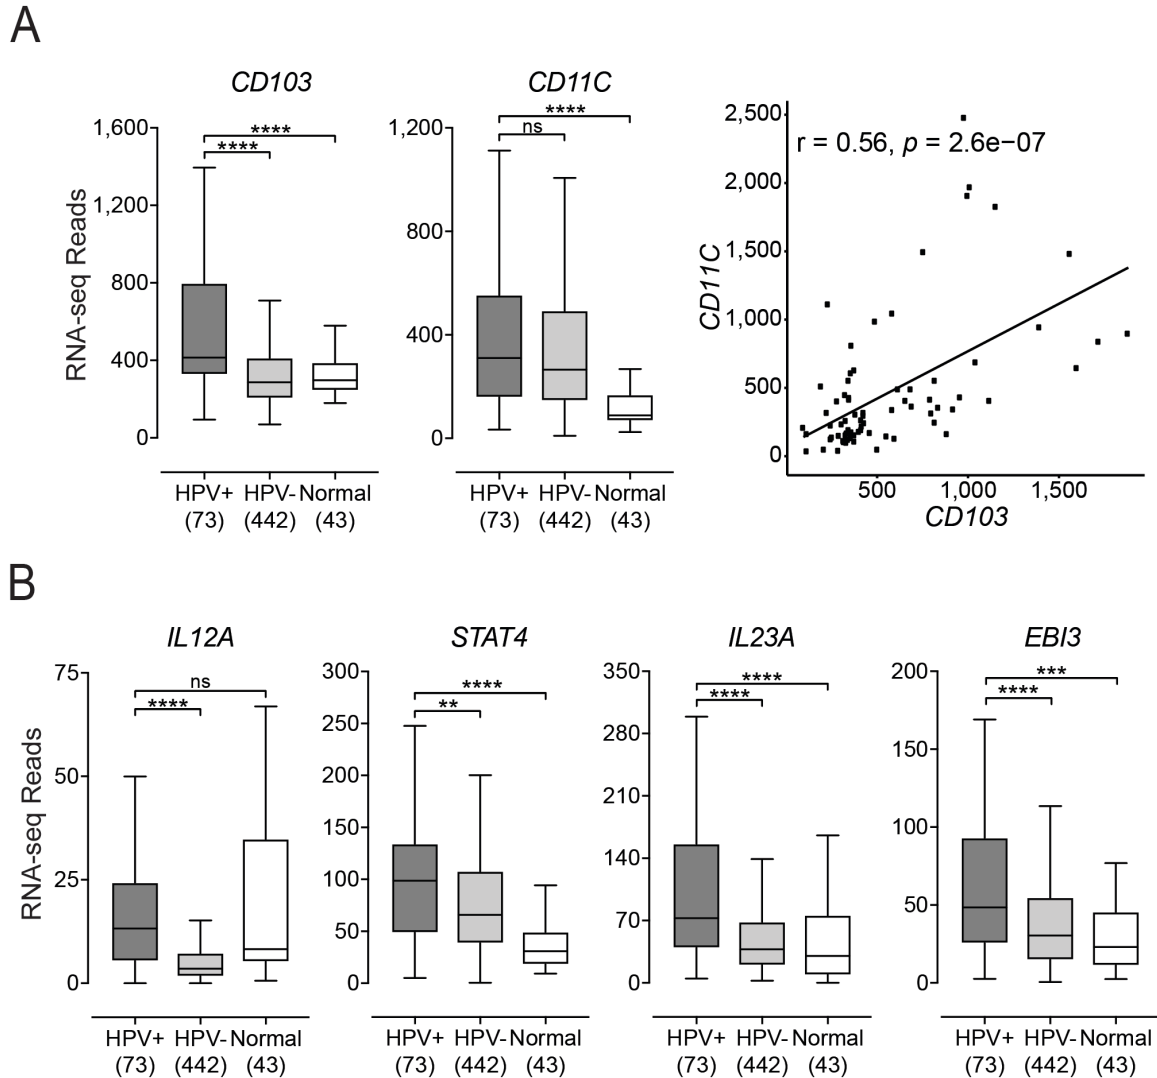 A
CD103
CD11C
RNA-seq Reads
1,600
1,200
800
400
0
****
****
HPV+ HPV- Normal
(73) (442) (43)
1,200
800
400
0
****
ns
HPV+ HPV- Normal
(73) (442) (43)
CD11C
2,500
2,000
1,500
1,000
500
0
r = 0.56, p = 2.6e−07
500 1,000 1,500
CD103
B
IL12A
STAT4
IL23A
EBI3
RNA-seq Reads
75
50
25
0
ns
****
HPV+ HPV- Normal
(73) (442) (43)
300
250
200
150
100
50
0
****
**
HPV+ HPV- Normal
(73) (442) (43)
350
280
210
140
70
0
****
****
HPV+ HPV- Normal
(73) (442) (43)
200
150
100
50
0
***
****
HPV+ HPV- Normal
(73) (442) (43)